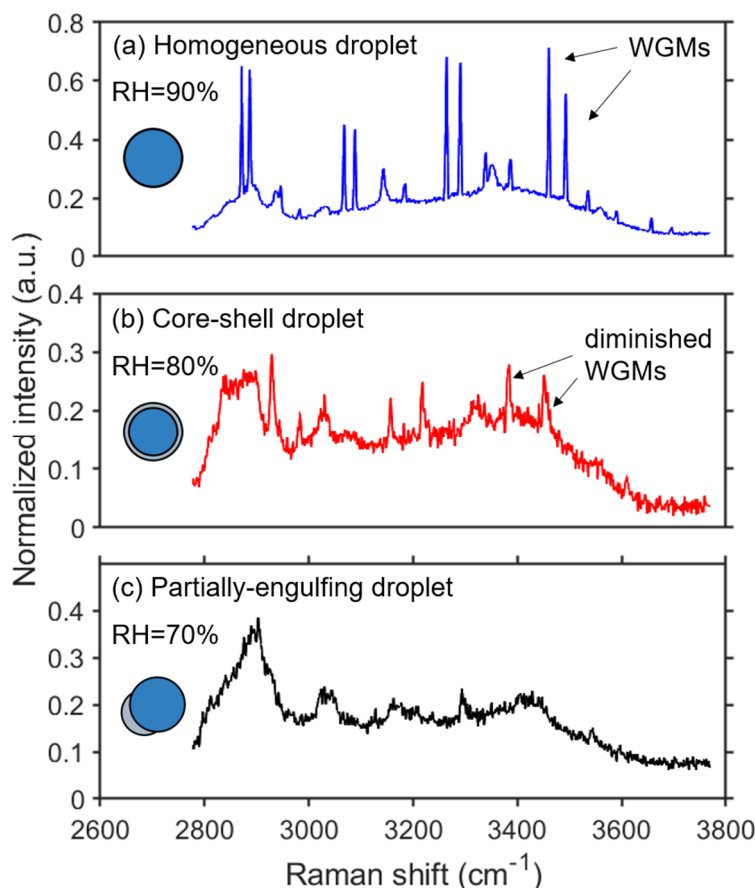 0.8
(a) Homogeneous droplet
WGMs
0.6
RH=90%
0.4
0.2
0
0.4
(b) Core-shell droplet
diminished
WGMs
0.3
RH=80%
0.2
0.1
0
(c) Partially-engulfing droplet
0.4
RH=70%
0.3
0.2
0.1
0
2600 2800 3000 3200 3400 3600 3800
Raman shift (cm⁻¹)
Normalized intensity (a.u.)